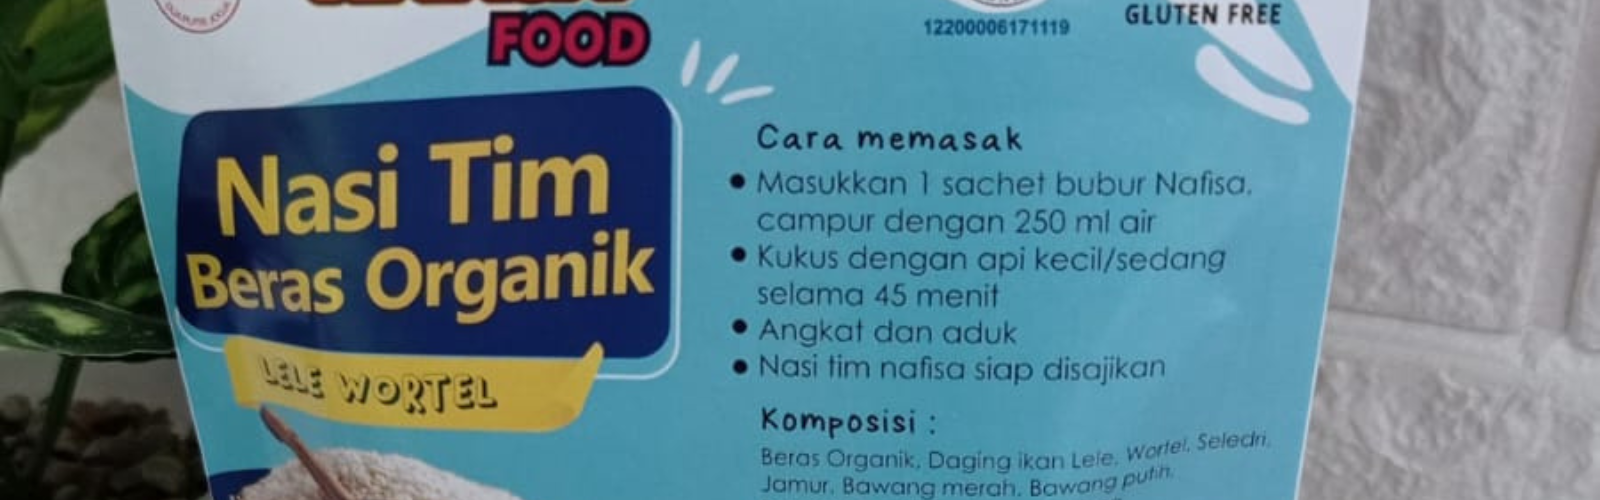 FOOD
12200006171119
GLUTEN FREE
Nasi Tim
Beras Organik
LELE WORTEL
Cara memasak
• Masukkan 1 sachet bubur Nafisa,
campur dengan 250 ml air
• Kukus dengan api kecil/sedang
selama 45 menit
• Angkat dan aduk
• Nasi tim nafisa siap disajikan
Komposisi :
Beras Organik, Daging ikan Lele, Wortel, Seledri,
Jamur, Bawang merah, Bawang putih,